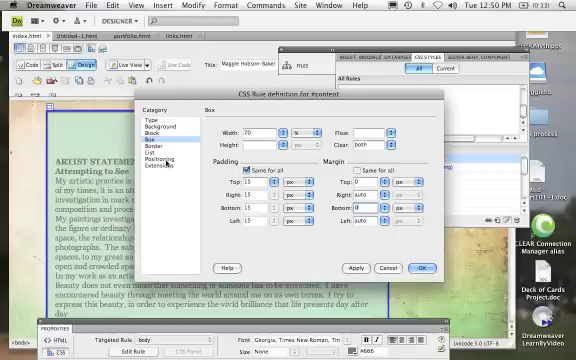 Dreamweaver File Edit View Insert Modify Format Commands Site Window Help Tue 12:50 PM (0:13)
Dw DESIGNER
index.html Untitled-1.html portfolio.html links.html
Code Split Design Live View Live Code Title: Maggie Hobson-Baker
FILES
CSS STYLES
All Current
All Rules
CSS Rule definition for #content
Category Box
Type
Background
Block
Box
Border
List
Positioning
Extensions
Width: 70 % Float:
Height: px Clear: both
Padding Margin
Same for all Same for all
Top: 15 px Top: 0 px
Right: 15 px Right: auto px
Bottom: 15 px Bottom: 0 px
Left: 15 px Left: auto px
Help Apply Cancel OK
ARTIST STATEMEN
Attempting to See
My artistic practice is
of my times, it is an atte
investigation in mark m
composition and proce
My paintings investiga
the figure or ordinary
space, the relationship
spaces, to my great as
open and crowded spa
In my work as an artist
Beauty does not even mean that something or someone has to be attractive. I have
encountered beauty through meeting the world around me on its own terms. I try to
express this beauty, in order to experience the vivid brilliance that life presents day after
day.
process
CLEAR Connection
Manager alias
Deck of Cards
Project.doc
Dreamweaver
LearnByVideo
<body>
Unicode 5.0 UTF-8
PROPERTIES
HTML Targeted Rule body Font Georgia, Times New Roman, Tin B I
CSS Edit Rule CSS Panel Size None #666